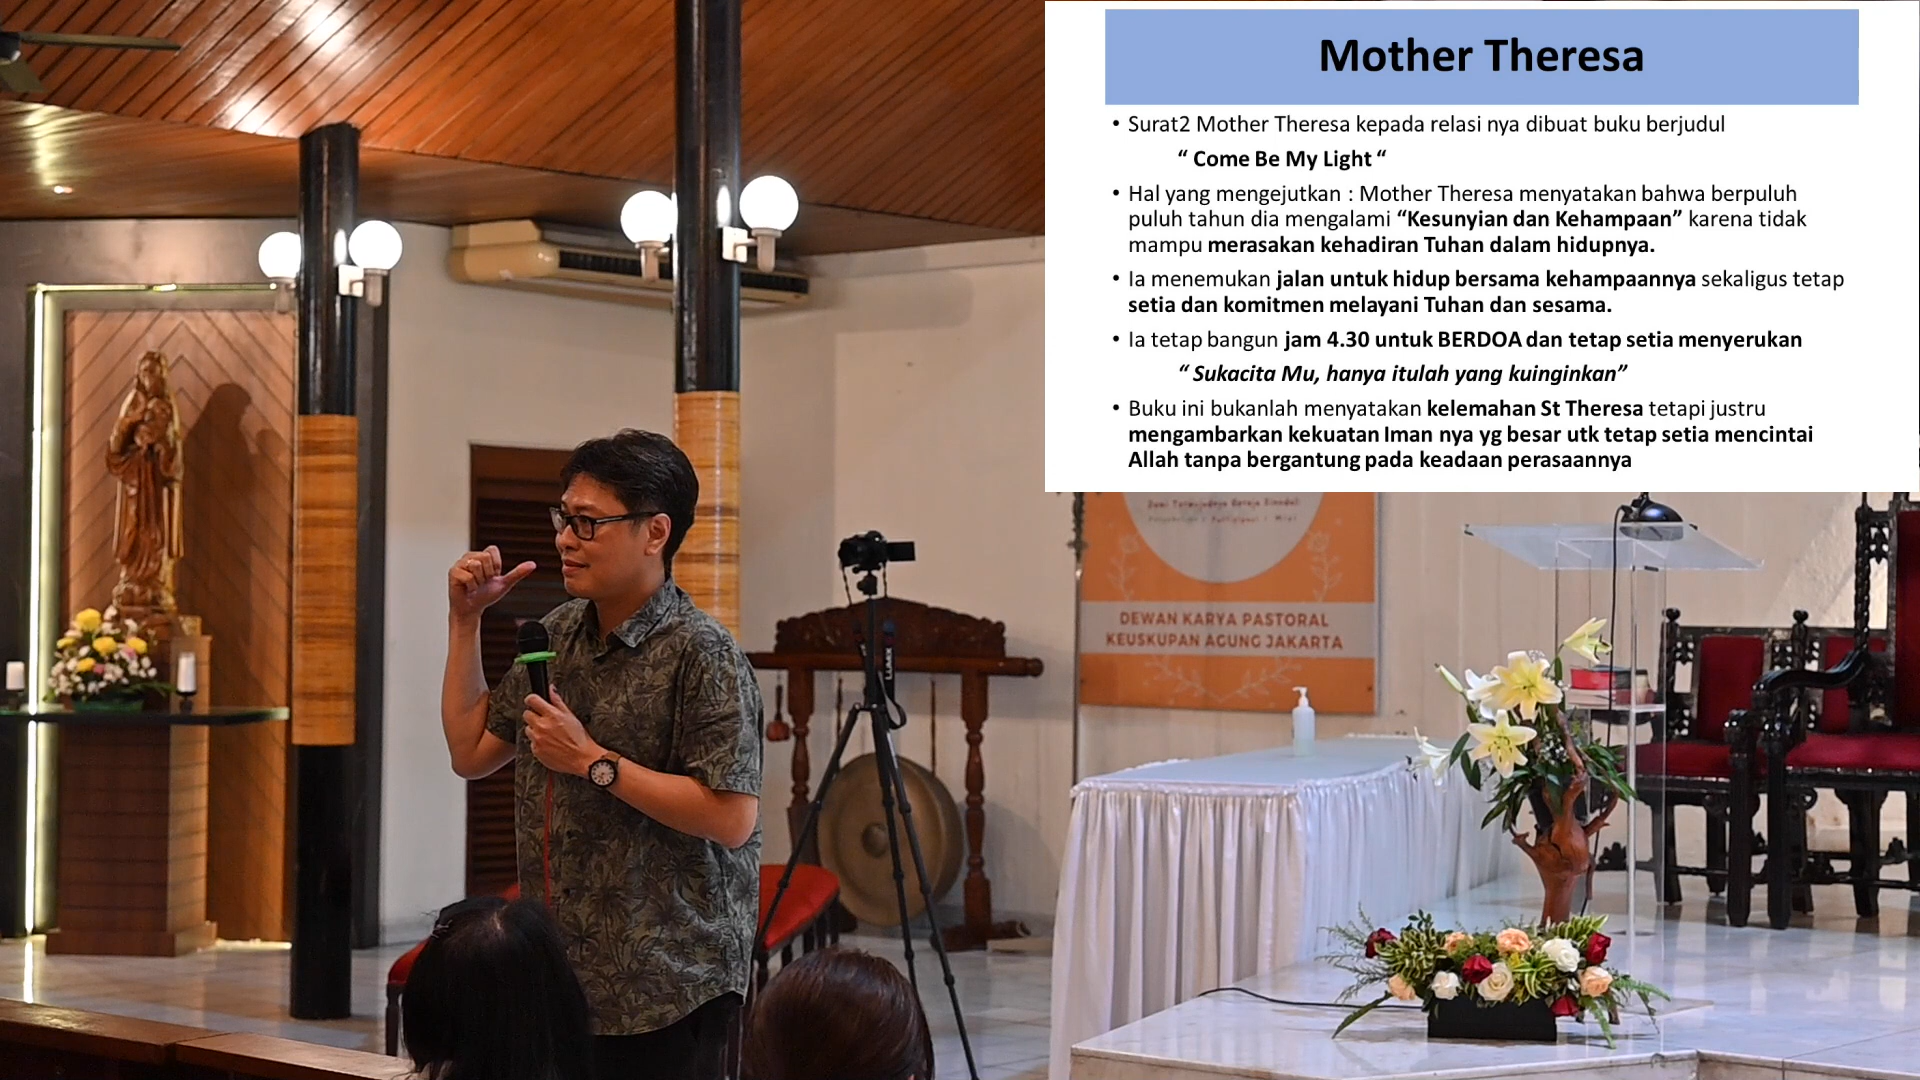 Mother Theresa
• Surat2 Mother Theresa kepada relasi nya dibuat buku berjudul
“ Come Be My Light “
• Hal yang mengejutkan : Mother Theresa menyatakan bahwa berpuluh
puluh tahun dia mengalami “Kesunyian dan Kehampaan” karena tidak
mampu merasakan kehadiran Tuhan dalam hidupnya.
• Ia menemukan jalan untuk hidup bersama kehampaannya sekaligus tetap
setia dan komitmen melayani Tuhan dan sesama.
• Ia tetap bangun jam 4.30 untuk BERDOA dan tetap setia menyerukan
“ Sukacita Mu, hanya itulah yang kuinginkan”
• Buku ini bukanlah menyatakan kelemahan St Theresa tetapi justru
mengambarkan kekuatan Iman nya yg besar utk tetap setia mencintai
Allah tanpa bergantung pada keadaan perasaannya
DEWAN KARYA PASTORAL
KEUSKUPAN AGUNG JAKARTA